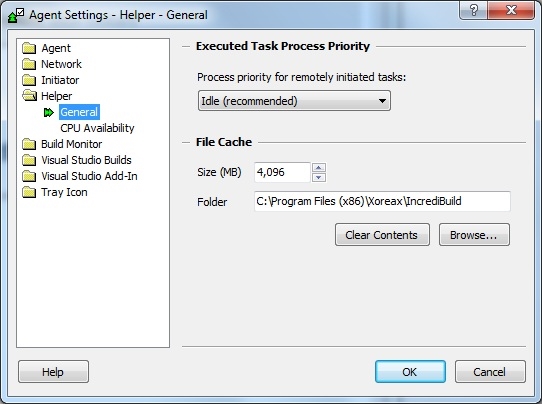 Agent Settings - Helper - General
Agent
Network
Initiator
Helper
General
CPU Availability
Build Monitor
Visual Studio Builds
Visual Studio Add-In
Tray Icon
Executed Task Process Priority
Process priority for remotely initiated tasks:
Idle (recommended)
File Cache
Size (MB) 4,096
Folder C:\Program Files (x86)\Xoreax\IncrediBuild
Clear Contents Browse...
Help OK Cancel